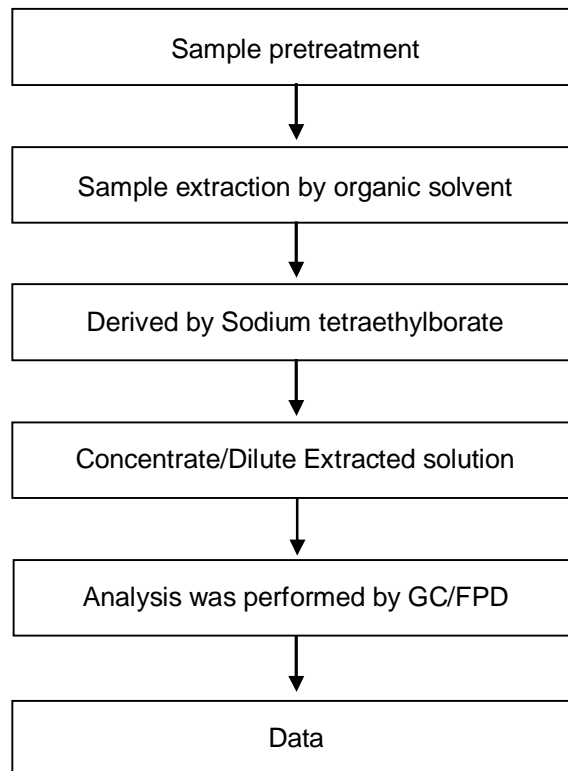 Sample pretreatment
Sample extraction by organic solvent
Derived by Sodium tetraethylborate
Concentrate/Dilute Extracted solution
Analysis was performed by GC/FPD
Data